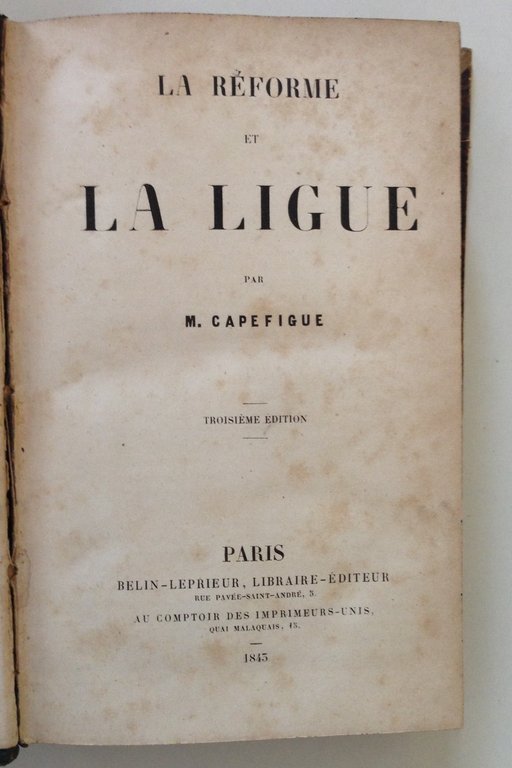 LA RÉFORME
ET
LA LIGUE
PAR
M. CAPEFIGUE
TROISIÈME EDITION
PARIS
BELIN-LEPRIEUR, LIBRAIRE-ÉDITEUR
RUE PAVÉE-SAINT-ANDRÉ, 5.
AU COMPTOIR DES IMPRIMEURS-UNIS,
QUAI MALAQUAIS, 15.
1843